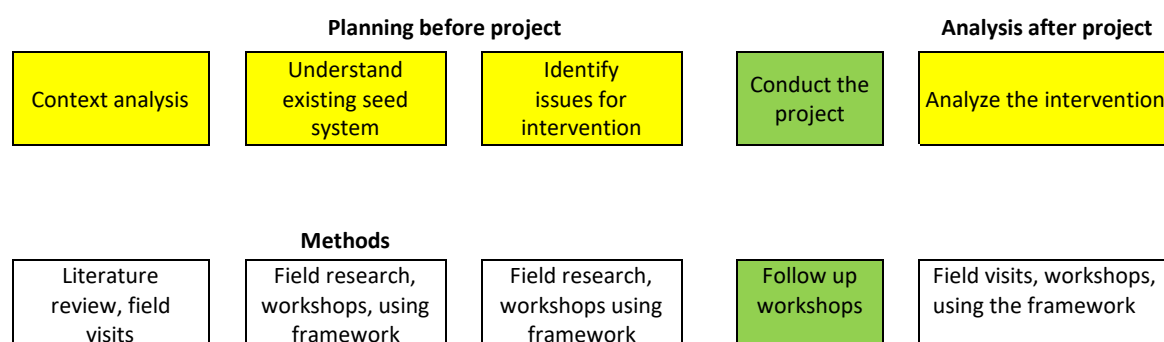 Planning before project
Analysis after project
Context analysis
Understand
existing seed
system
Identify
issues for
intervention
Conduct the
project
Analyze the intervention
Methods
Literature
review, field
visits
Field research,
workshops, using
framework
Field research,
workshops using
framework
Follow up
workshops
Field visits, workshops,
using the framework